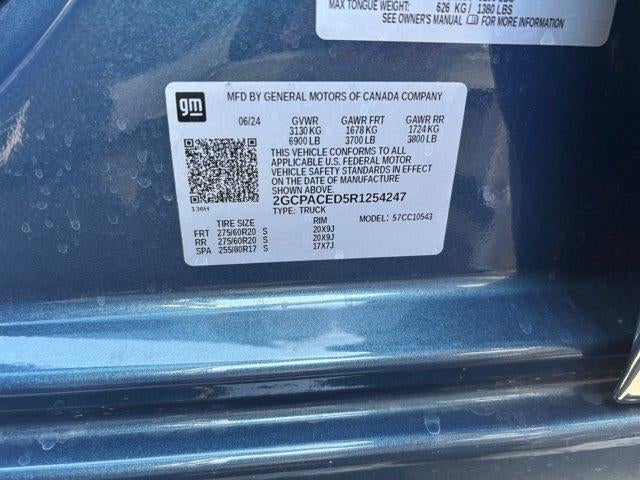 MAX TONGUE WEIGHT: 626 KG / 1380 LBS
SEE OWNER'S MANUAL FOR MORE INFORMATION
gm
MFD BY GENERAL MOTORS OF CANADA COMPANY
06/24 GVWR GAWR FRT GAWR RR
3130 KG 1678 KG 1724 KG
6900 LB 3700 LB 3800 LB
THIS VEHICLE CONFORMS TO ALL
APPLICABLE U.S. FEDERAL MOTOR
VEHICLE SAFETY STANDARDS IN EFFECT
ON THE DATE OF MANUFACTURE
SHOWN ABOVE.
136H
2GCPACED5R1254247
TYPE: TRUCK MODEL: 57CC10543
TIRE SIZE RIM
FRT 275/60R20 S 20X9J
RR 275/60R20 S 20X9J
SPA 255/80R17 S 17X7J